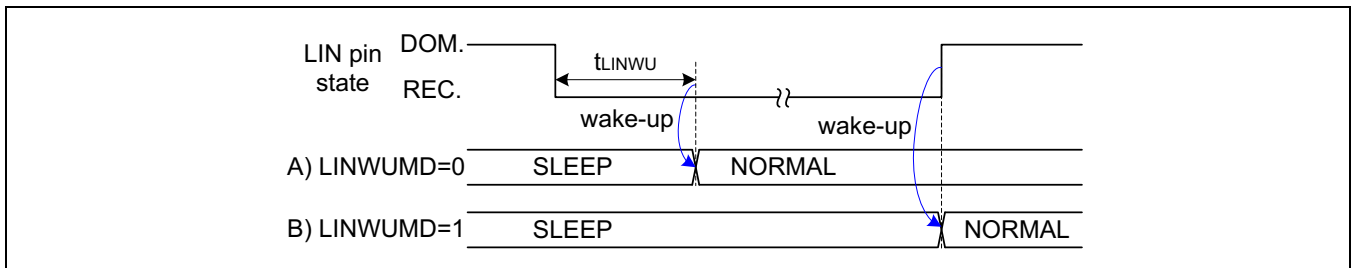 LIN pin state
DOM.
REC.
tLINWU
wake-up
wake-up
A) LINWUMD=0 SLEEP NORMAL
B) LINWUMD=1 SLEEP NORMAL